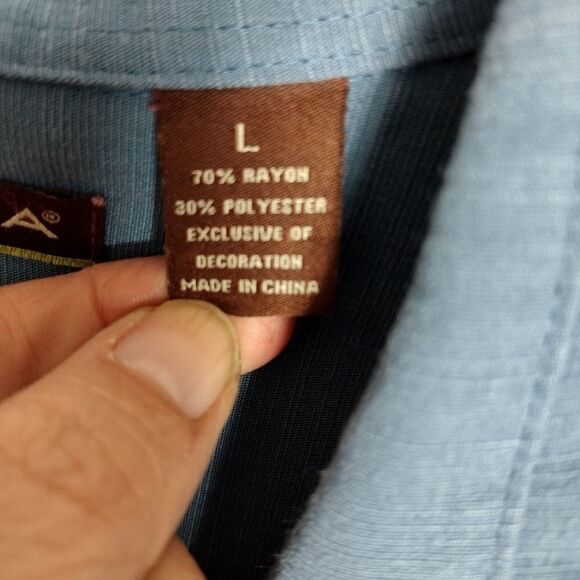 L
70% RAYON
30% POLYESTER
EXCLUSIVE OF
DECORATION
MADE IN CHINA
A®